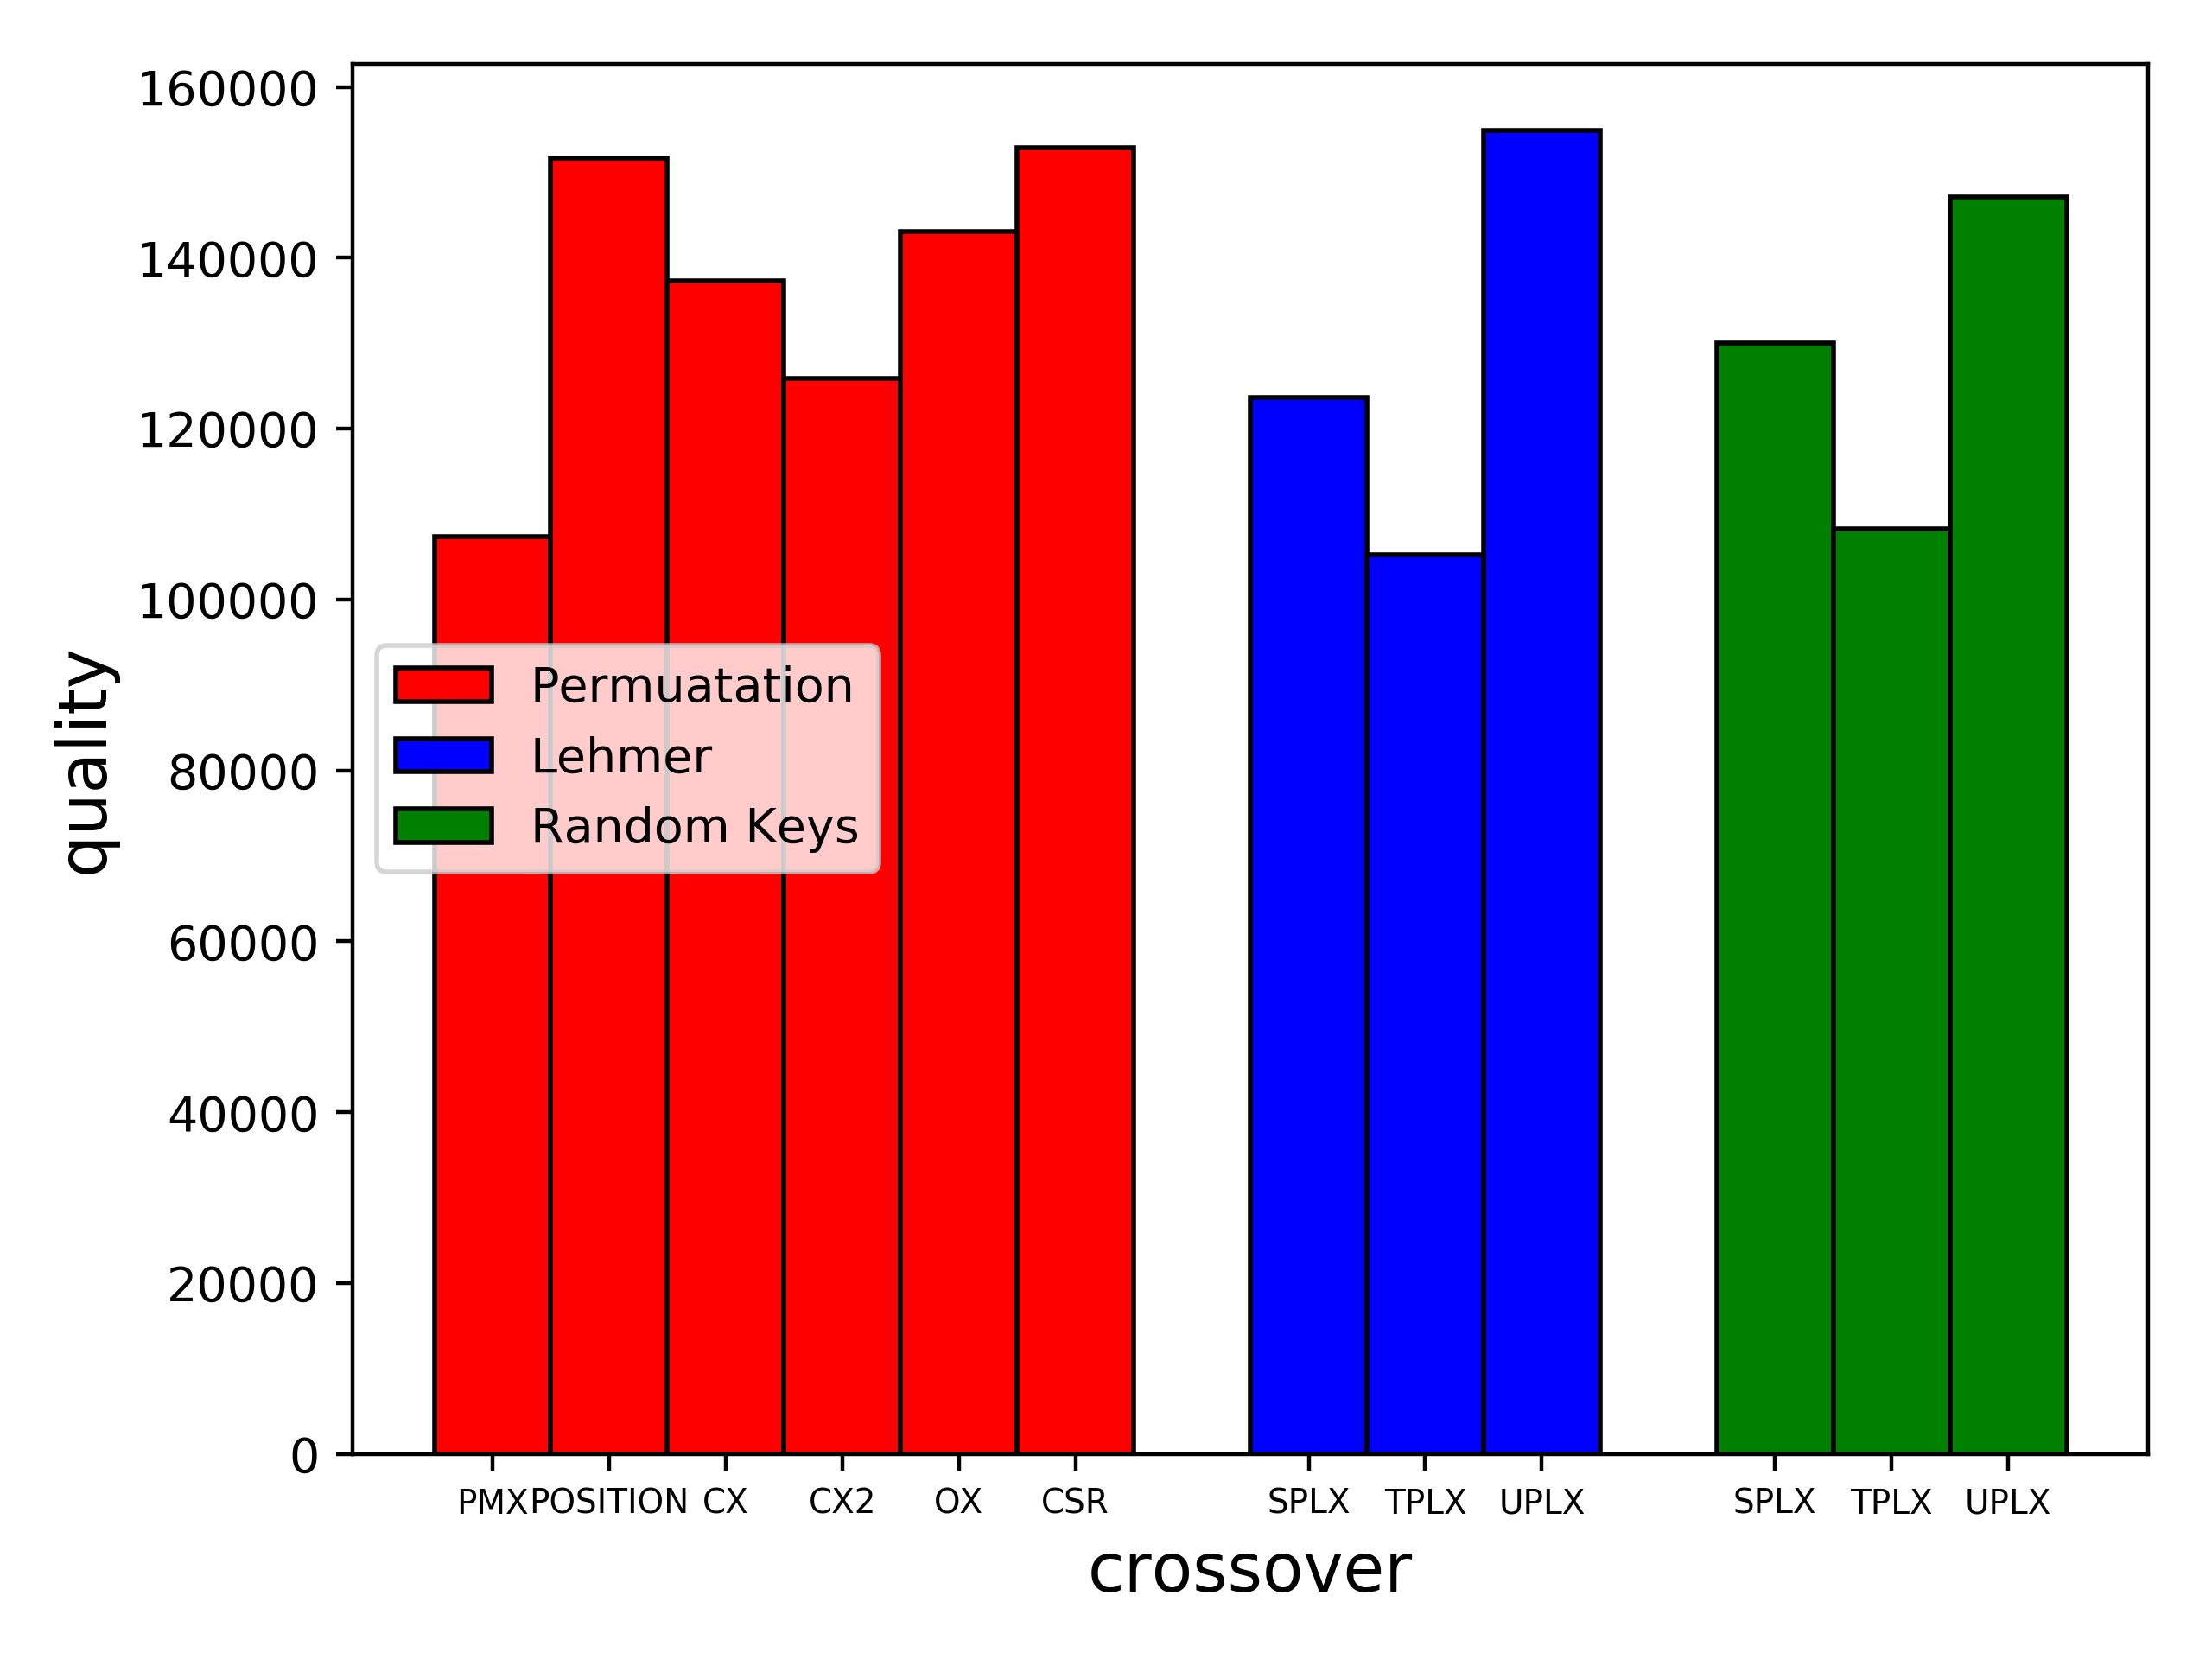 160000
140000
120000
100000
80000
60000
40000
20000
0
quality
Permuatation
Lehmer
Random Keys
PMX POSITION CX CX2 OX CSR SPLX TPLX UPLX SPLX TPLX UPLX
crossover